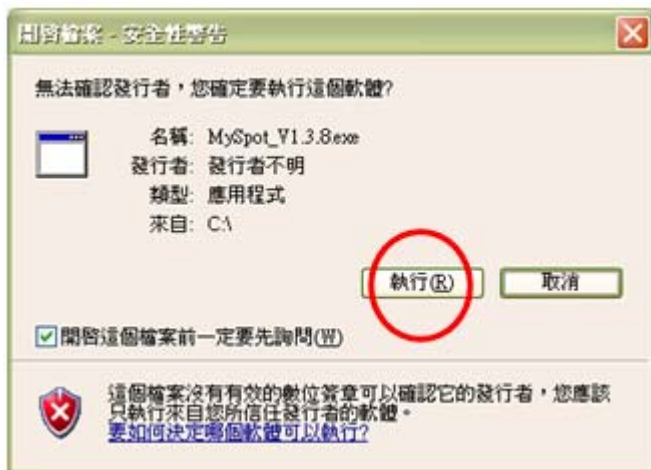 開啟檔案 - 安全性警告
無法確認發行者，您確定要執行這個軟體?
名稱: MySpot_V1.3.8.exe
發行者: 發行者不明
類型: 應用程式
來自: C:\
執行(R) 取消
開啟這個檔案前一定要先詢問(W)
這個檔案沒有有效的數位簽章可以確認它的發行者，您應該
只執行來自您所信任發行者的軟體。
要如何決定哪個軟體可以執行?